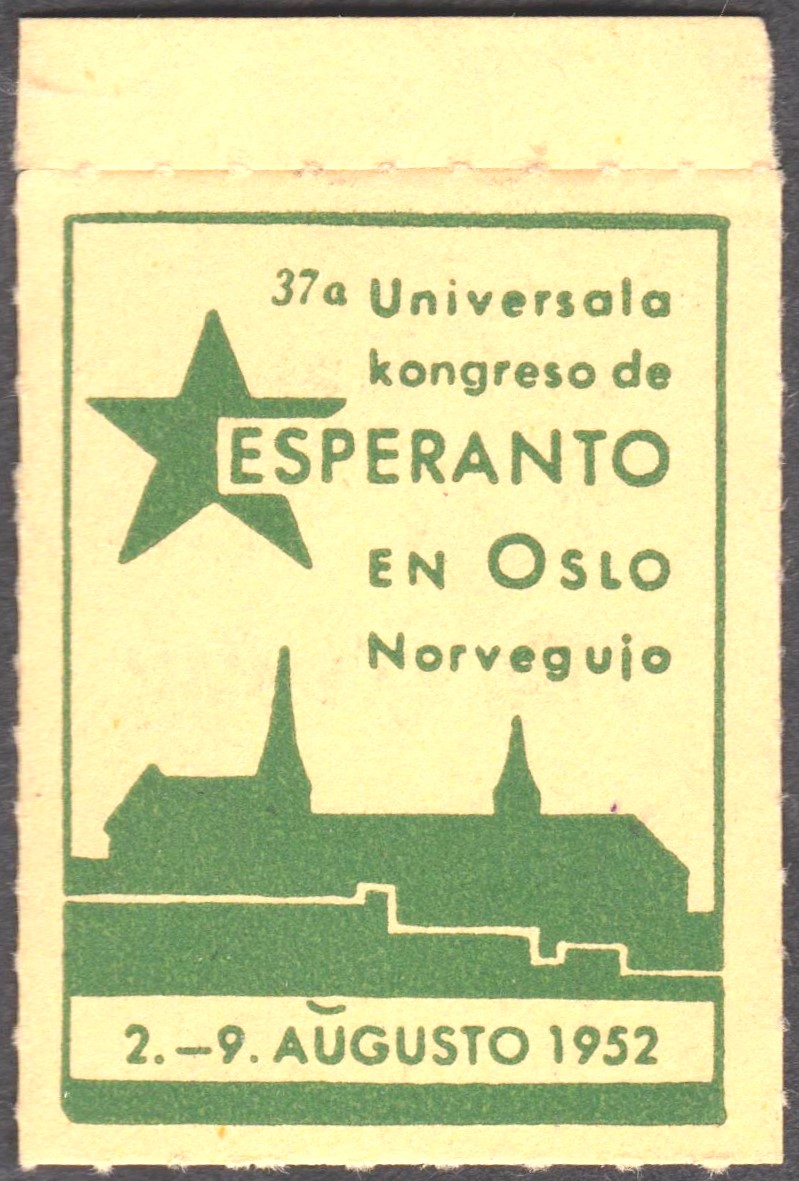 37a Universala
kongreso de
ESPERANTO
EN OSLO
Norvegujo
2.–9. AŬGUSTO 1952